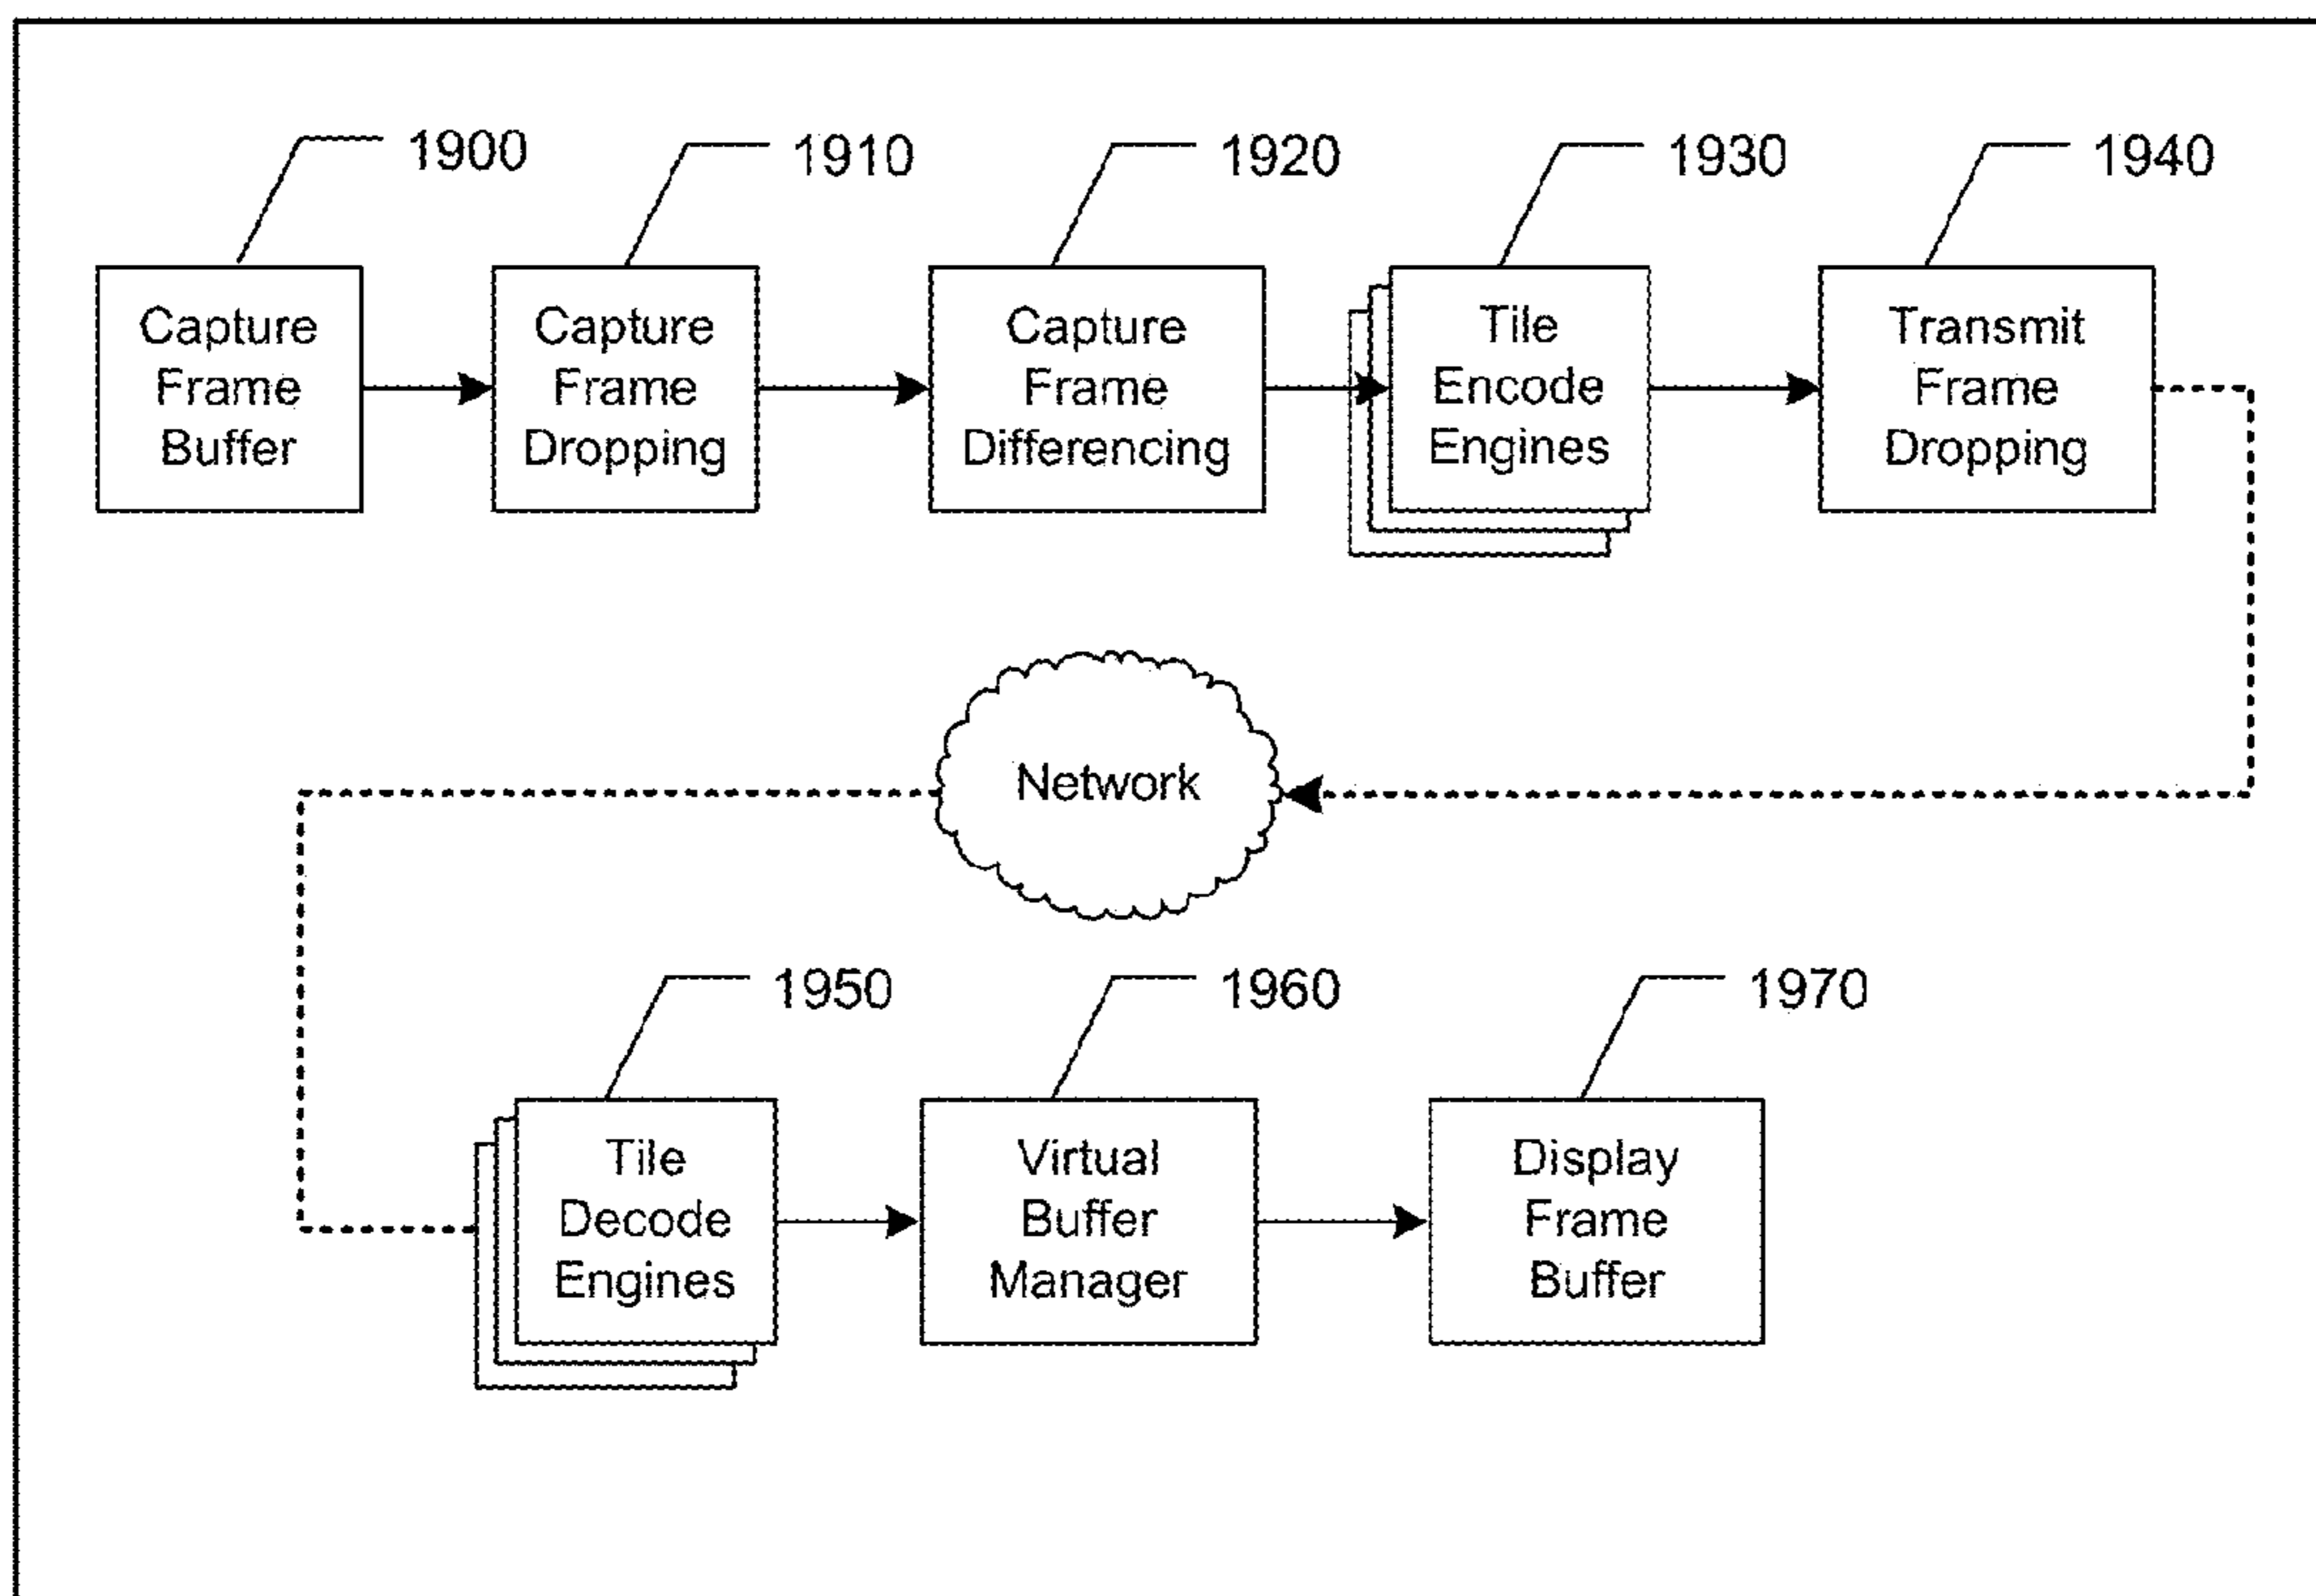 1900
1910
1920
1930
1940
Capture
Frame
Buffer
Capture
Frame
Dropping
Capture
Frame
Differencing
Tile
Encode
Engines
Transmit
Frame
Dropping
Network
1950
1960
1970
Tile
Decode
Engines
Virtual
Buffer
Manager
Display
Frame
Buffer